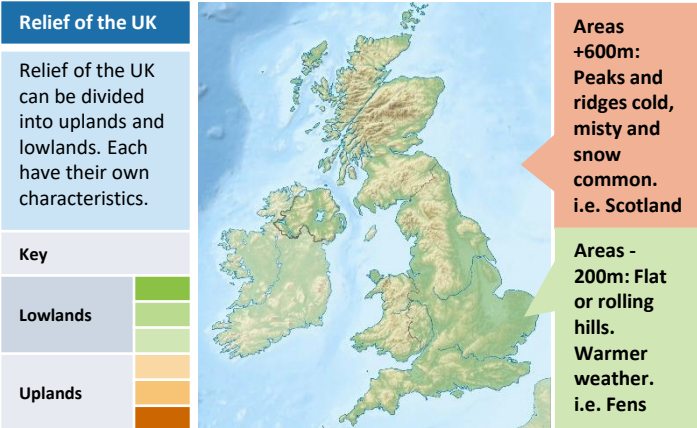 Relief of the UK
Relief of the UK
can be divided
into uplands and
lowlands. Each
have their own
characteristics.
Key
Lowlands
Uplands
Areas
+600m:
Peaks and
ridges cold,
misty and
snow
common.
i.e. Scotland
Areas -
200m: Flat
or rolling
hills.
Warmer
weather.
i.e. Fens